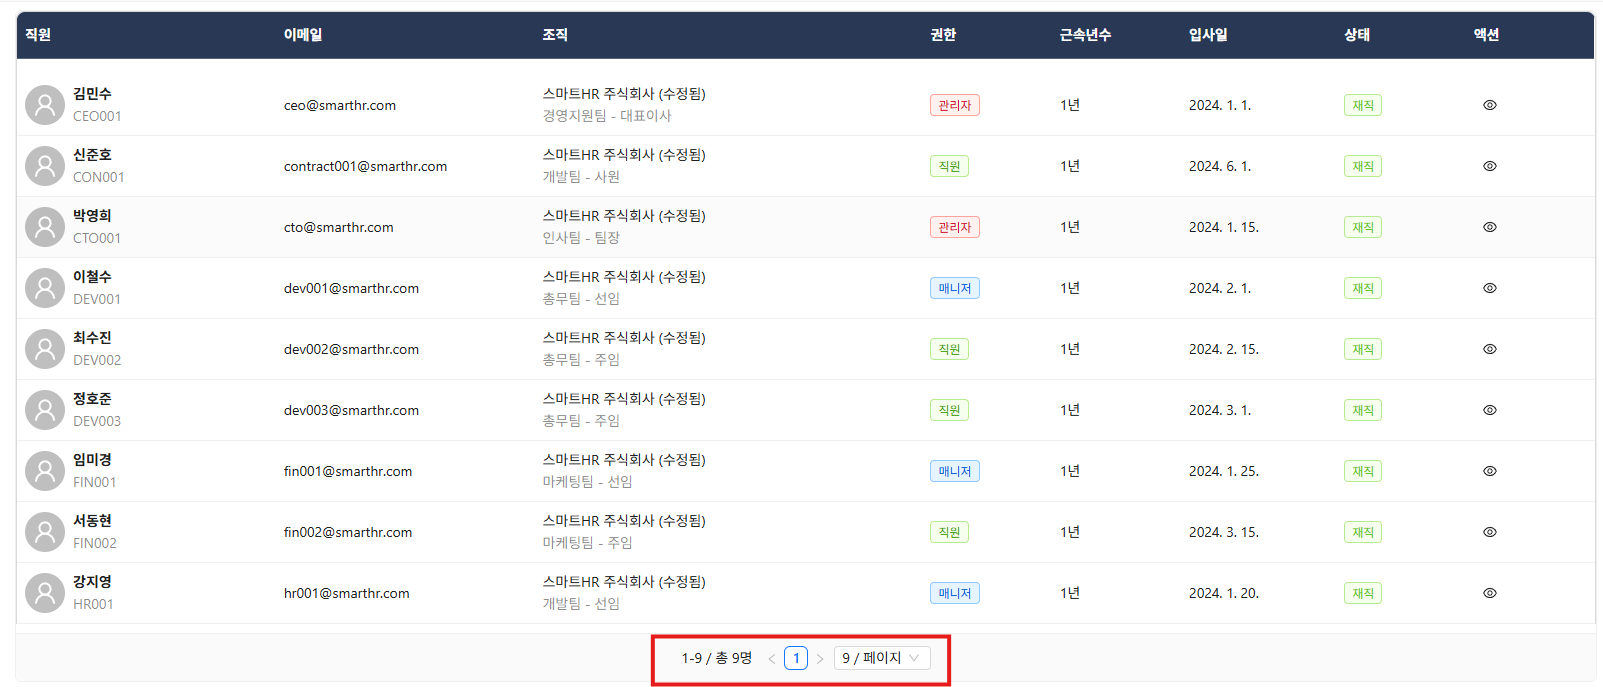 직원 이메일 조직 권한 근속년수 입사일 상태 액션
김민수
CEO001
ceo@smarthr.com
스마트HR 주식회사 (수정됨)
경영지원팀 - 대표이사
관리자
1년
2024. 1. 1.
재직
신준호
CON001
contract001@smarthr.com
스마트HR 주식회사 (수정됨)
개발팀 - 사원
직원
1년
2024. 6. 1.
재직
박영희
CTO001
cto@smarthr.com
스마트HR 주식회사 (수정됨)
인사팀 - 팀장
관리자
1년
2024. 1. 15.
재직
이철수
DEV001
dev001@smarthr.com
스마트HR 주식회사 (수정됨)
총무팀 - 선임
매니저
1년
2024. 2. 1.
재직
최수진
DEV002
dev002@smarthr.com
스마트HR 주식회사 (수정됨)
총무팀 - 주임
직원
1년
2024. 2. 15.
재직
정호준
DEV003
dev003@smarthr.com
스마트HR 주식회사 (수정됨)
총무팀 - 주임
직원
1년
2024. 3. 1.
재직
임미경
FIN001
fin001@smarthr.com
스마트HR 주식회사 (수정됨)
마케팅팀 - 선임
매니저
1년
2024. 1. 25.
재직
서동현
FIN002
fin002@smarthr.com
스마트HR 주식회사 (수정됨)
마케팅팀 - 주임
직원
1년
2024. 3. 15.
재직
강지영
HR001
hr001@smarthr.com
스마트HR 주식회사 (수정됨)
개발팀 - 선임
매니저
1년
2024. 1. 20.
재직
1-9 / 총 9명 < 1 > 9 / 페이지